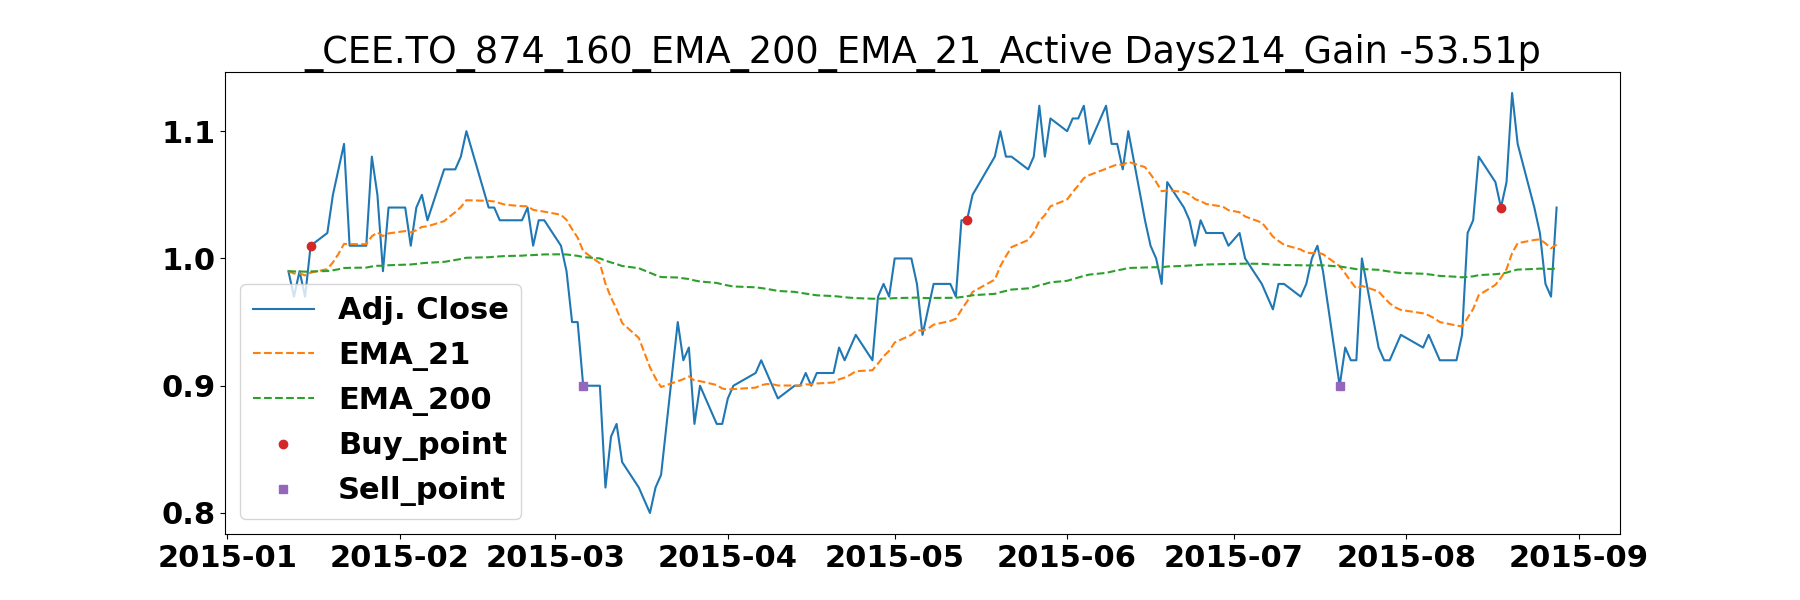 _CEE.TO_874_160_EMA_200_EMA_21_Active Days214_Gain -53.51p
1.1
1.0
0.9
0.8
Adj. Close
EMA_21
EMA_200
Buy_point
Sell_point
2015-01 2015-02 2015-03 2015-04 2015-05 2015-06 2015-07 2015-08 2015-09